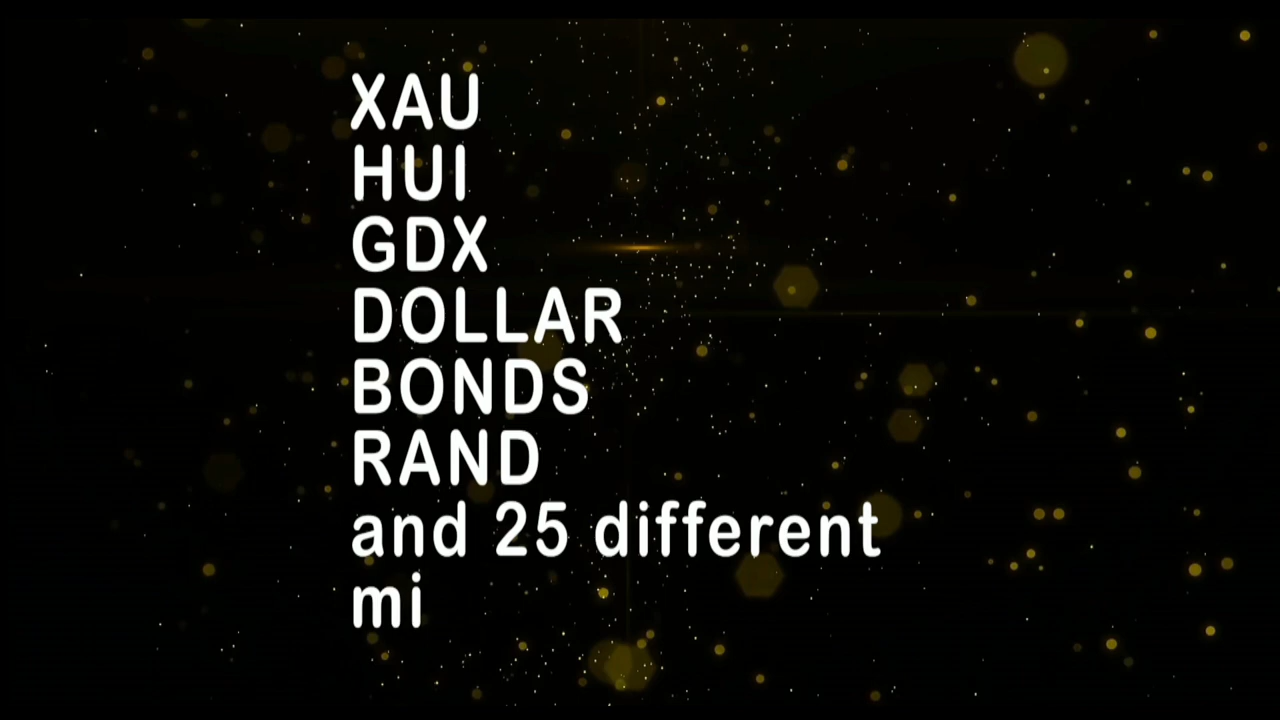 XAU
HUI
GDX
DOLLAR
BONDS
RAND
and 25 different
mi